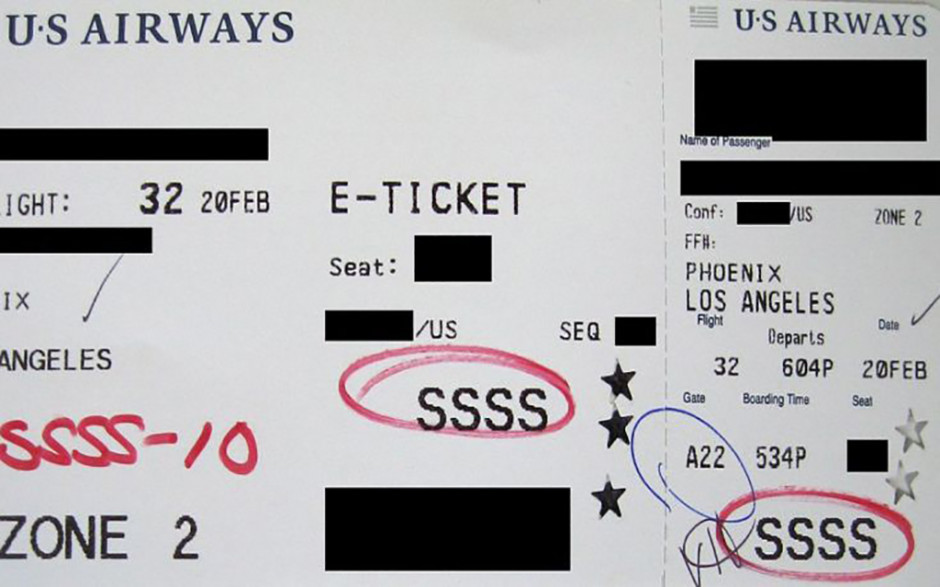 U·S AIRWAYS
IGHT: 32 20FEB
IX
ANGELES
SSSS-10
ZONE 2
E-TICKET
Seat:
/US SEQ
SSSS
U·S AIRWAYS
Name of Passenger
Conf: /US ZONE 2
FF#:
PHOENIX
LOS ANGELES
Flight Date
Departs
32 604P 20FEB
Gate Boarding Time Seat
A22 534P
SSSS